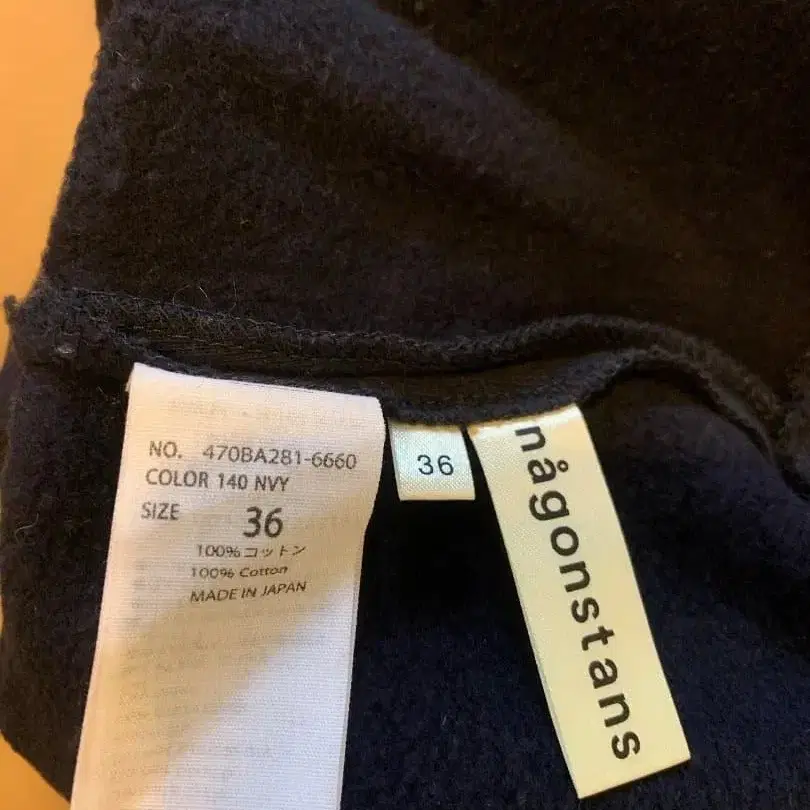 NO. 470BA281-6660
COLOR 140 NVY
SIZE 36
100% コットン
100% Cotton
MADE IN JAPAN
36
någonstans